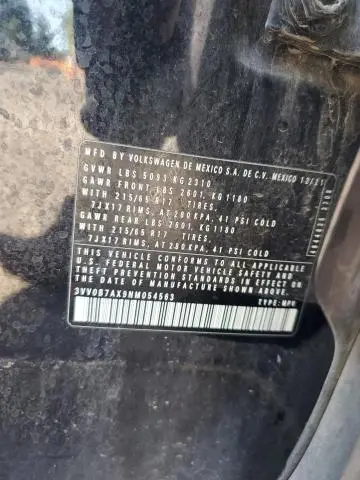 MFD BY VOLKSWAGEN DE MEXICO S.A. DE C.V. MEXICO 12/21
GVWR LBS 5093 KG 2310
GAWR FRONT LBS 2601, KG 1180
WITH 215/65 R17 TIRES,
7JX17 RIMS, AT 280 KPA, 41 PSI COLD
GAWR REAR LBS 2601, KG 1180
WITH 215/65 R17 TIRES,
7JX17 RIMS, AT 280 KPA, 41 PSI COLD
THIS VEHICLE CONFORMS TO ALL APPLICABLE
U.S. FEDERAL MOTOR VEHICLE SAFETY AND
THEFT PREVENTION STANDARDS IN EFFECT ON
THE DATE OF MANUFACTURE SHOWN ABOVE.
3VV0B7AX9NM054563 TYPE: MPV